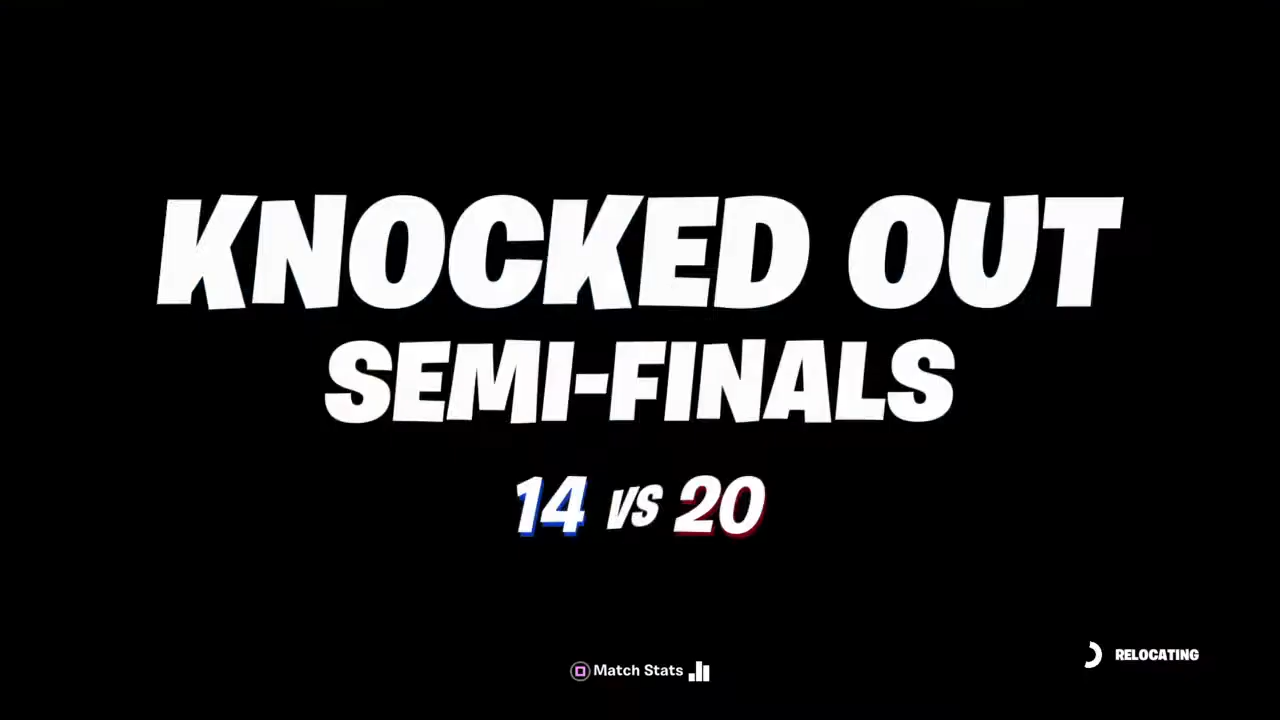 KNOCKED OUT
SEMI-FINALS
14 VS 20
RELOCATING
Match Stats